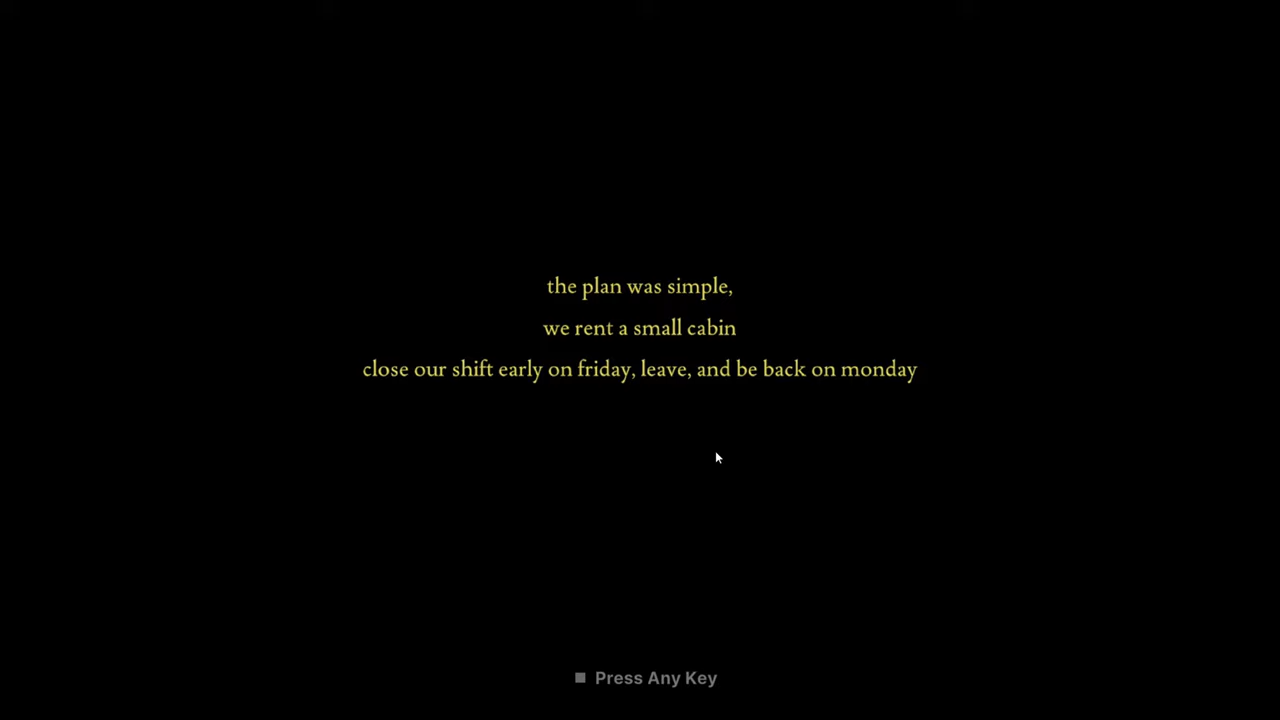 the plan was simple,
we rent a small cabin
close our shift early on friday, leave, and be back on monday
Press Any Key